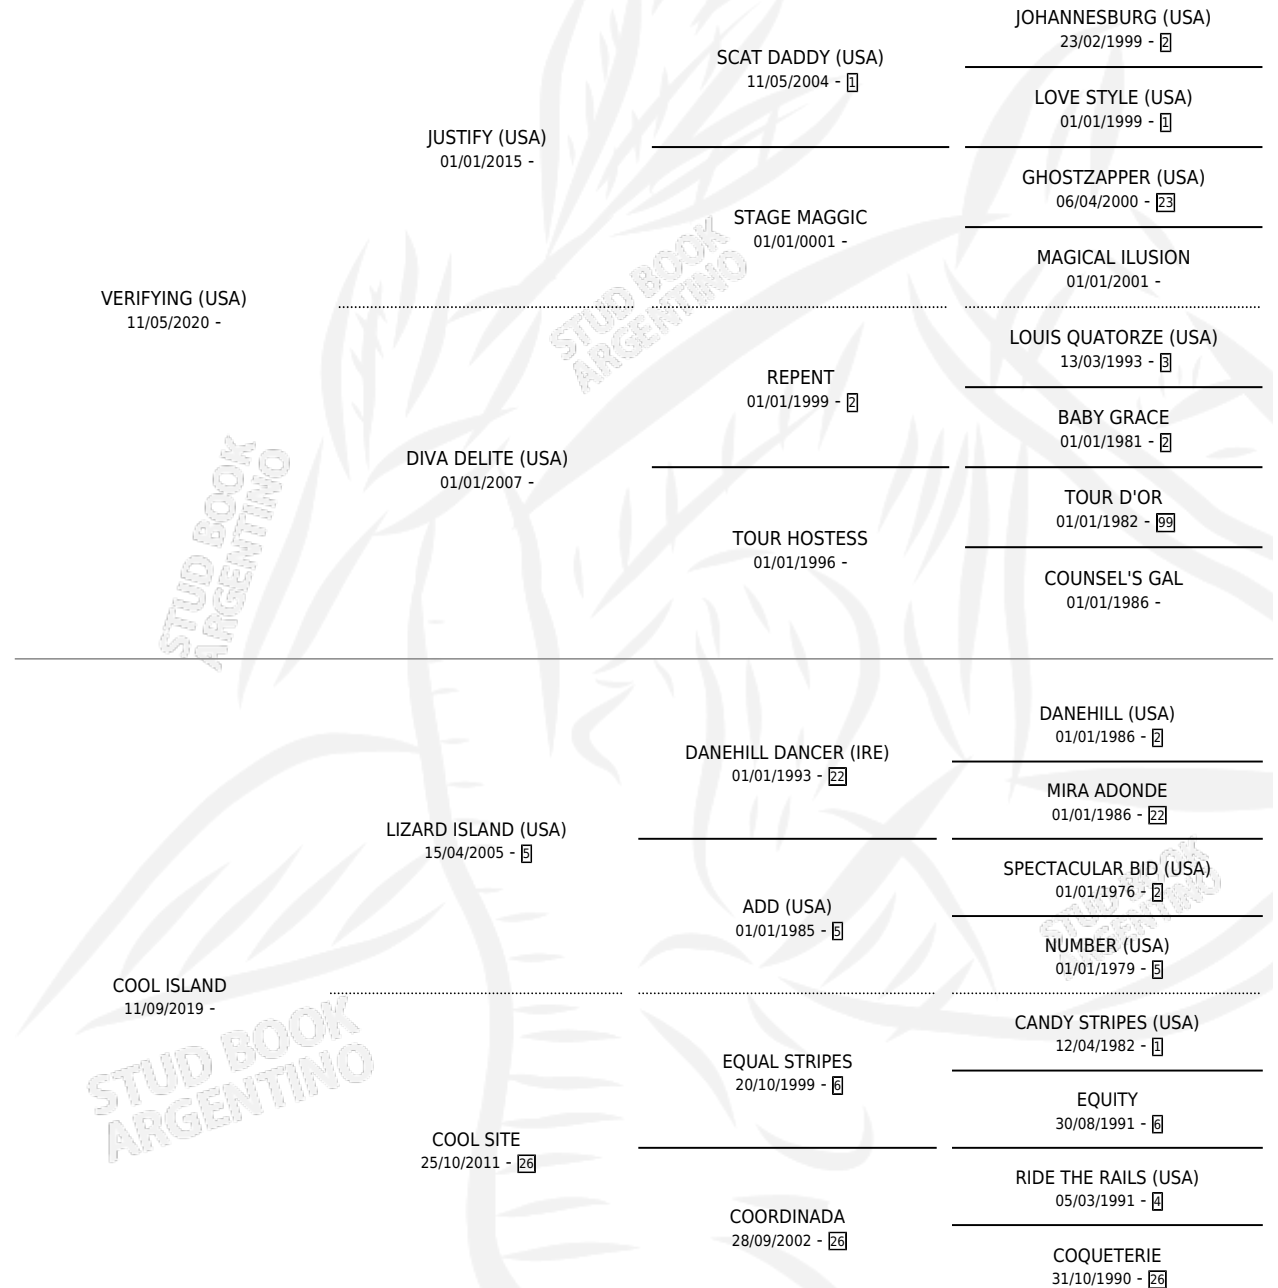 JOHANNESBURG (USA)
23/02/1999 - 2
SCAT DADDY (USA)
11/05/2004 - 1
LOVE STYLE (USA)
01/01/1999 - 1
JUSTIFY (USA)
01/01/2015 -
GHOSTZAPPER (USA)
06/04/2000 - 23
STAGE MAGGIC
01/01/0001 -
MAGICAL ILUSION
01/01/2001 -
VERIFYING (USA)
11/05/2020 -
STUD BOOK
ARGENTINO
LOUIS QUATORZE (USA)
13/03/1993 - 3
REPENT
01/01/1999 - 2
BABY GRACE
01/01/1981 - 2
DIVA DELITE (USA)
01/01/2007 -
TOUR D'OR
01/01/1982 - 99
TOUR HOSTESS
01/01/1996 -
COUNSEL'S GAL
01/01/1986 -
STUD BOOK
ARGENTINO
DANEHILL (USA)
01/01/1986 - 2
DANEHILL DANCER (IRE)
01/01/1993 - 22
MIRA ADONDE
01/01/1986 - 22
LIZARD ISLAND (USA)
15/04/2005 - 5
SPECTACULAR BID (USA)
01/01/1976 - 2
ADD (USA)
01/01/1985 - 5
STUD BOOK
ARGENTINO
NUMBER (USA)
01/01/1979 - 5
COOL ISLAND
11/09/2019 -
STUD BOOK
ARGENTINO
CANDY STRIPES (USA)
12/04/1982 - 1
EQUAL STRIPES
20/10/1999 - 6
EQUITY
30/08/1991 - 6
COOL SITE
25/10/2011 - 26
RIDE THE RAILS (USA)
05/03/1991 - 4
COORDINADA
28/09/2002 - 26
COQUETERIE
31/10/1990 - 26